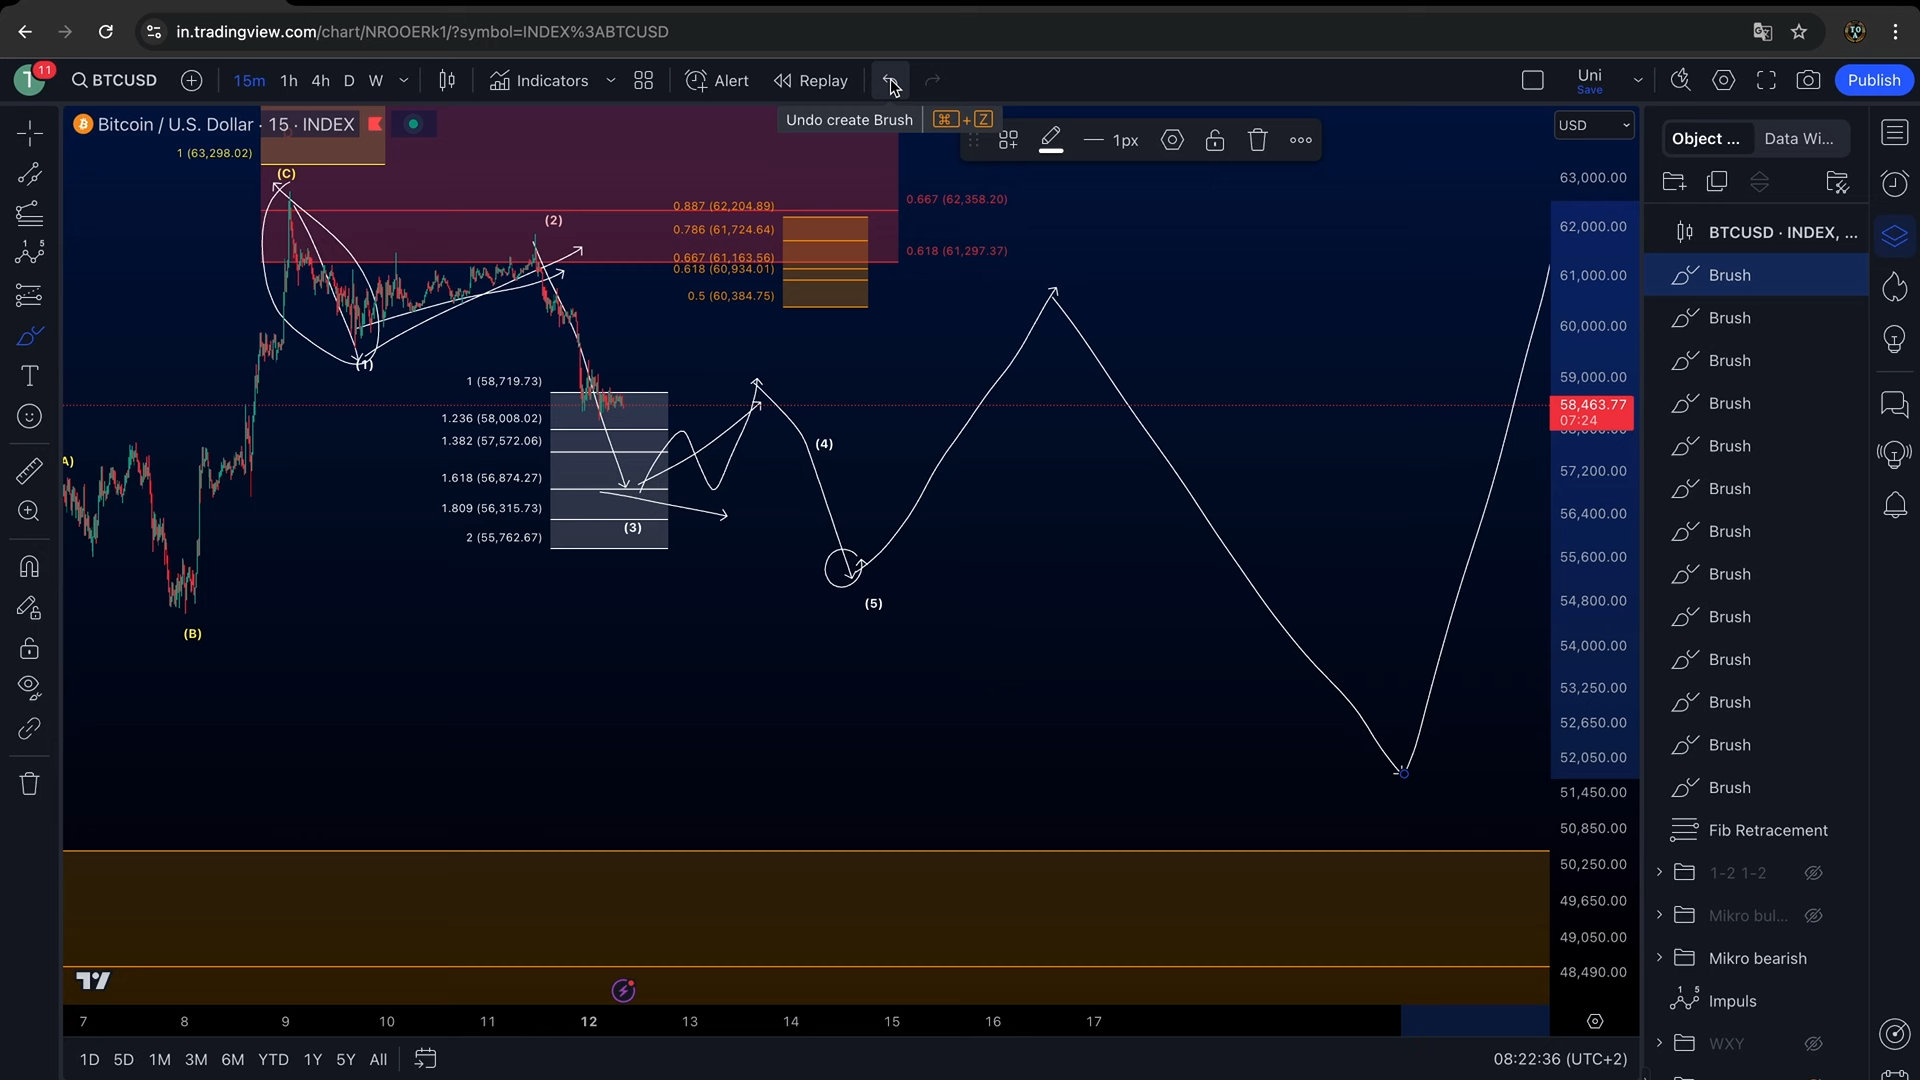 in.tradingview.com/chart/NROOERk1/?symbol=INDEX%3ABTCUSD
T 11 BTCUSD 15m 1h 4h D W Indicators Alert Replay Uni Save Publish
Undo create Brush ⌘ + Z
Bitcoin / U.S. Dollar · 15 · INDEX
1px
USD
Object ... Data Wi...
1 (63,298.02)
(C)
0.887 (62,204.89)
0.786 (61,724.64)
0.667 (61,163.56)
0.618 (60,934.01)
0.5 (60,384.75)
0.667 (62,358.20)
0.618 (61,297.37)
(2)
(1)
1 (58,719.73)
1.236 (58,008.02)
1.382 (57,572.06)
1.618 (56,874.27)
1.809 (56,315.73)
2 (55,762.67)
(3)
(4)
(5)
A)
(B)
63,000.00
62,000.00
61,000.00
60,000.00
59,000.00
58,463.77
07:24
58,000.00
57,200.00
56,400.00
55,600.00
54,800.00
54,000.00
53,250.00
52,650.00
52,050.00
51,450.00
50,850.00
50,250.00
49,650.00
49,050.00
48,490.00
BTCUSD · INDEX, ...
Brush
Brush
Brush
Brush
Brush
Brush
Brush
Brush
Brush
Brush
Brush
Brush
Brush
Fib Retracement
1-2 1-2
Mikro bul...
Mikro bearish
Impuls
WXY
7 8 9 10 11 12 13 14 15 16 17
1D 5D 1M 3M 6M YTD 1Y 5Y All
08:22:36 (UTC+2)